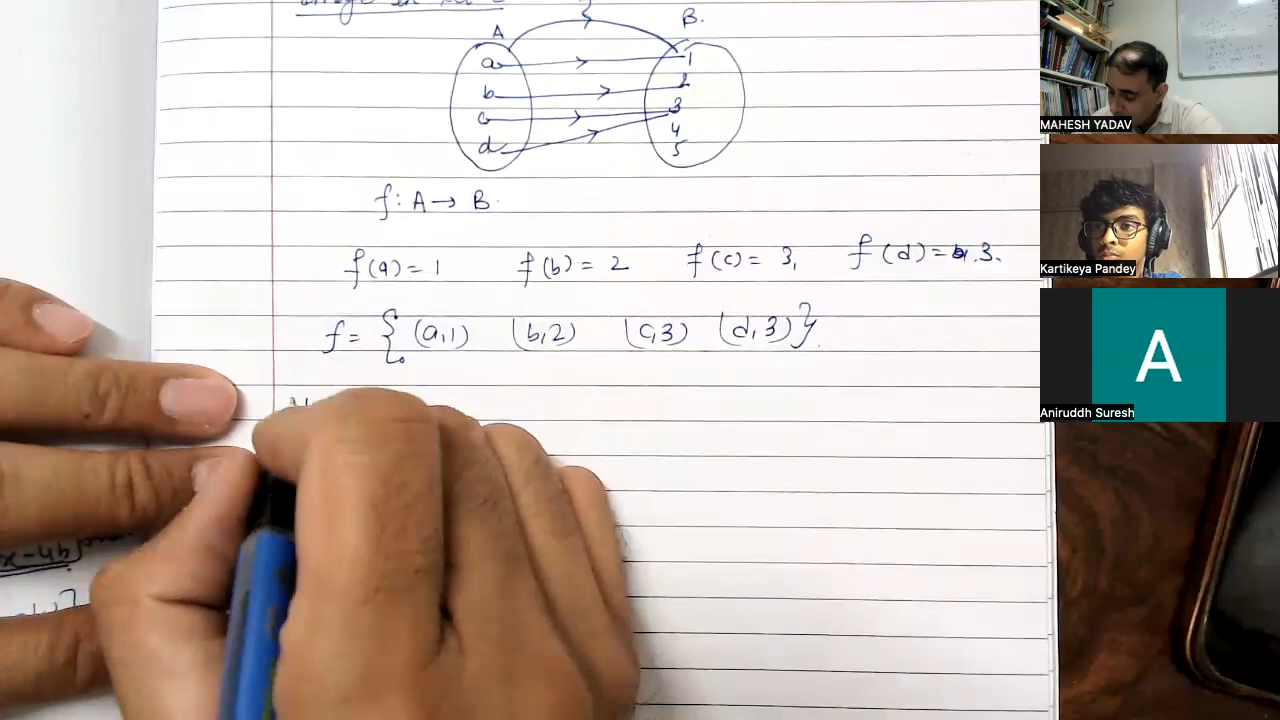 A
B.
f
a
1
b
2
c
3
d
4
5
f: A → B.
f(a) = 1 f(b) = 2 f(c) = 3, f(d) = 3.
f = { (a,1) (b,2) (c,3) (d,3) }.
x-4b
MAHESH YADAV
Kartikeya Pandey
A
Aniruddh Suresh